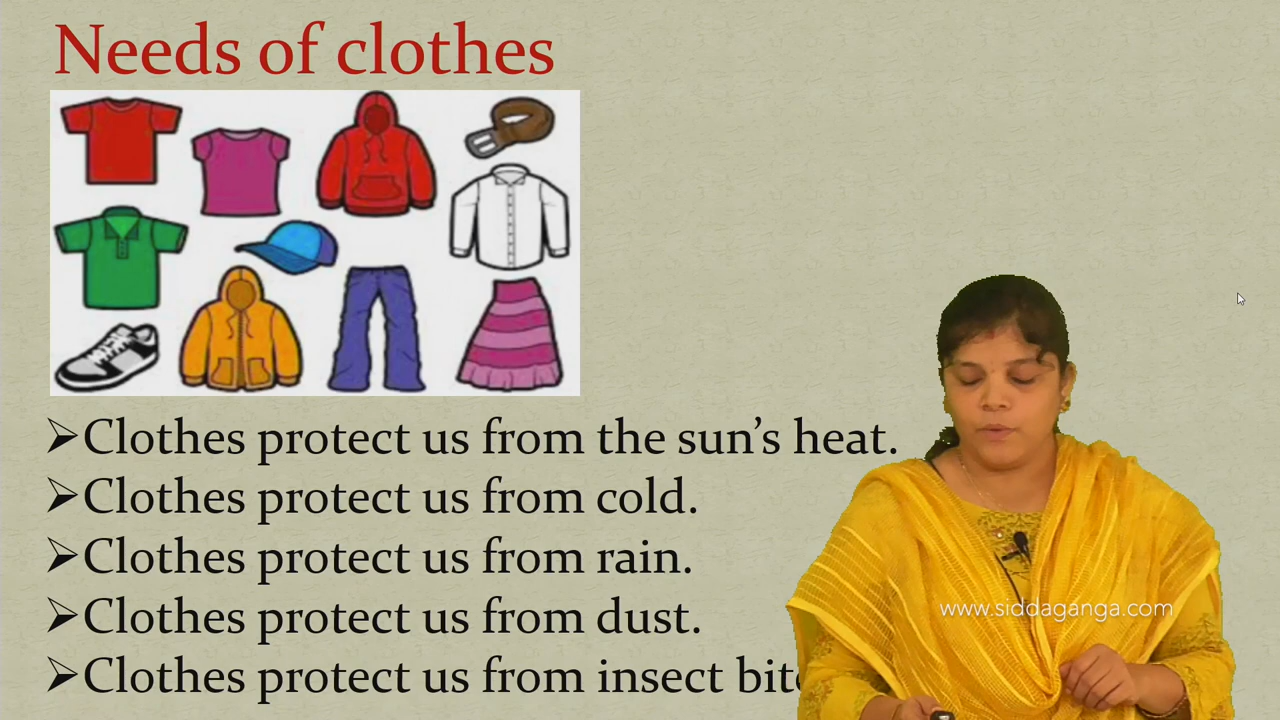 Needs of clothes
➢Clothes protect us from the sun’s heat.
➢Clothes protect us from cold.
➢Clothes protect us from rain.
➢Clothes protect us from dust.
➢Clothes protect us from insect
www.siddaganga.com